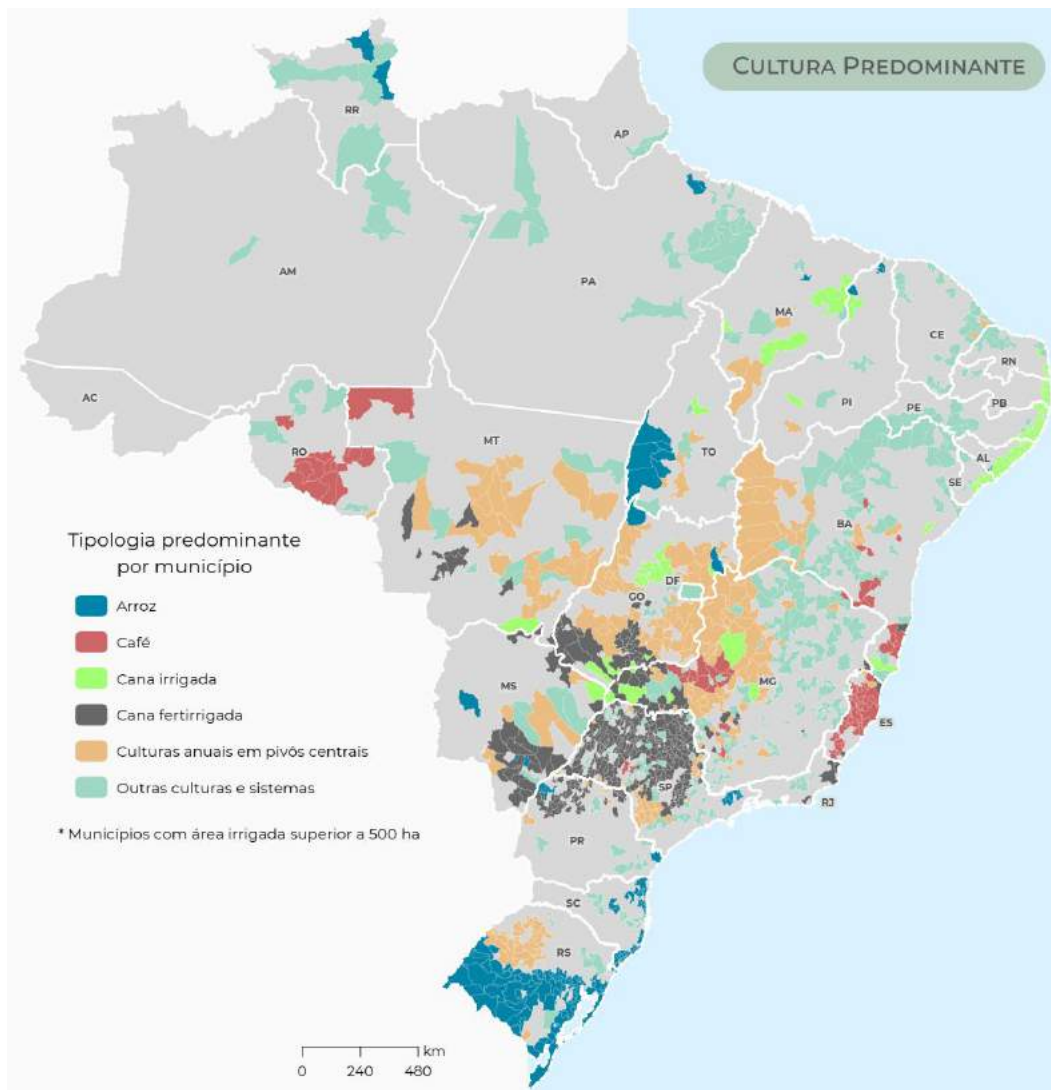 CULTURA PREDOMINANTE
RR
AP
AM
PA
MA
CE
RN
PB
PE
PI
AL
SE
AC
RO
MT
TO
BA
DF
GO
MG
MS
ES
SP
RJ
PR
SC
RS
Tipologia predominante
por município
Arroz
Café
Cana irrigada
Cana fertirrigada
Culturas anuais em pivôs centrais
Outras culturas e sistemas
* Municípios com área irrigada superior a 500 ha
km
0 240 480